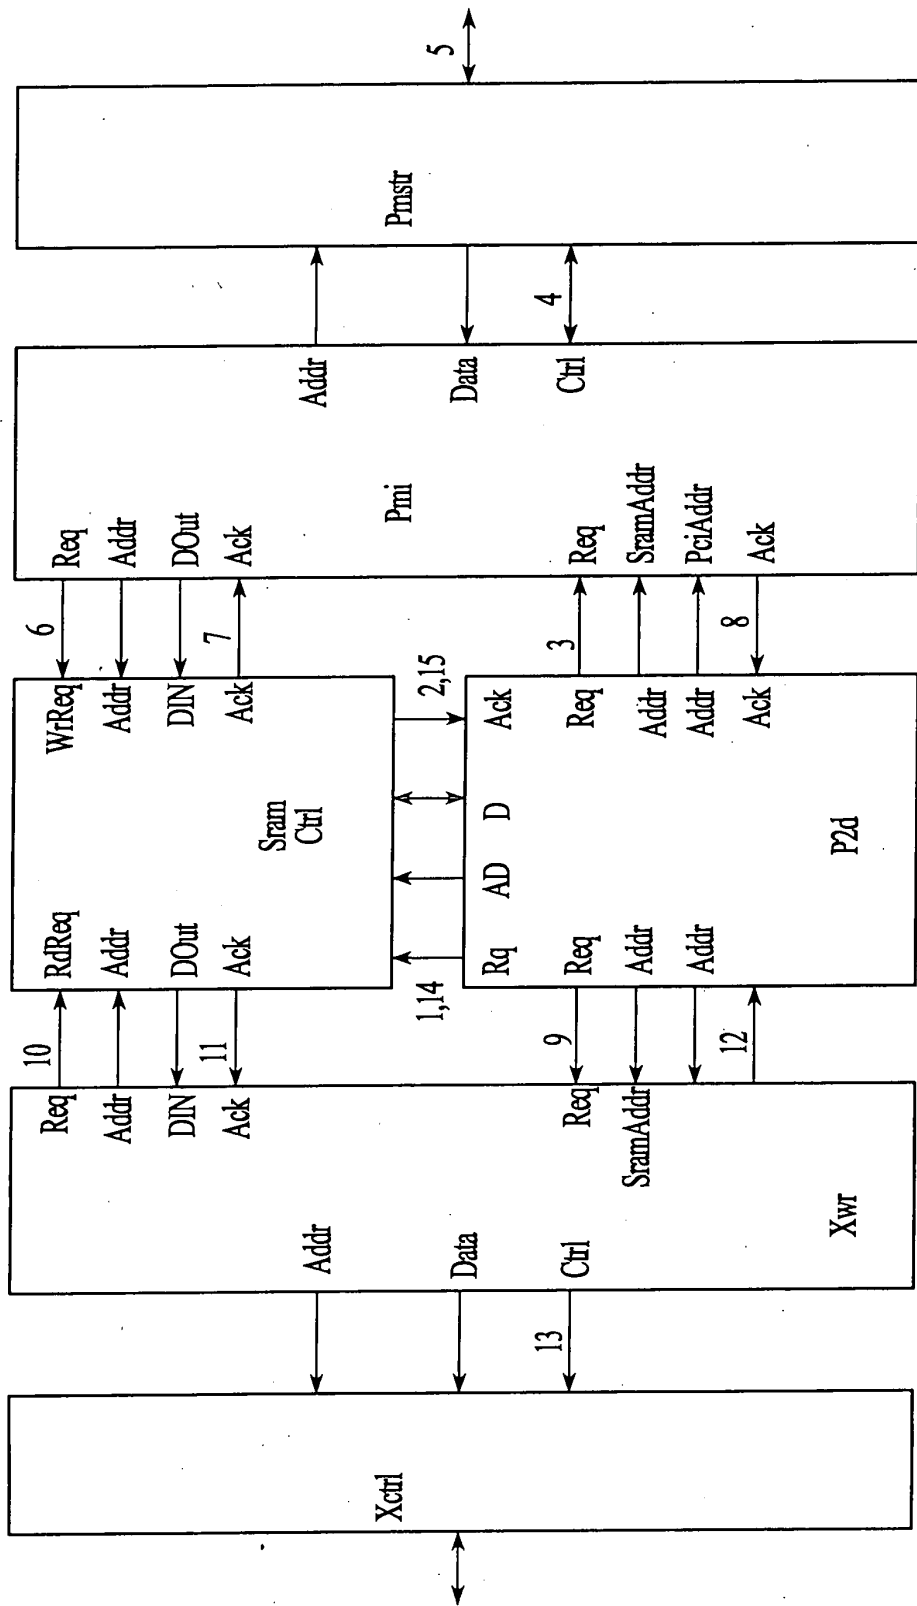 Xctrl
Addr
Data
Ctrl
13
Req
Addr
DIN
Ack
Req
SramAddr
Xwr
10
11
9
12
RdReq
Addr
DOut
Ack
Sram
Ctrl
WrReq
Addr
DIN
Ack
1,14
2,15
Rq
AD
D
Ack
Req
Addr
Addr
Req
Addr
Addr
Ack
P2d
6
7
3
8
Req
Addr
DOut
Ack
Pmi
Req
SramAddr
PciAddr
Ack
Addr
Data
Ctrl
4
Pmstr
5